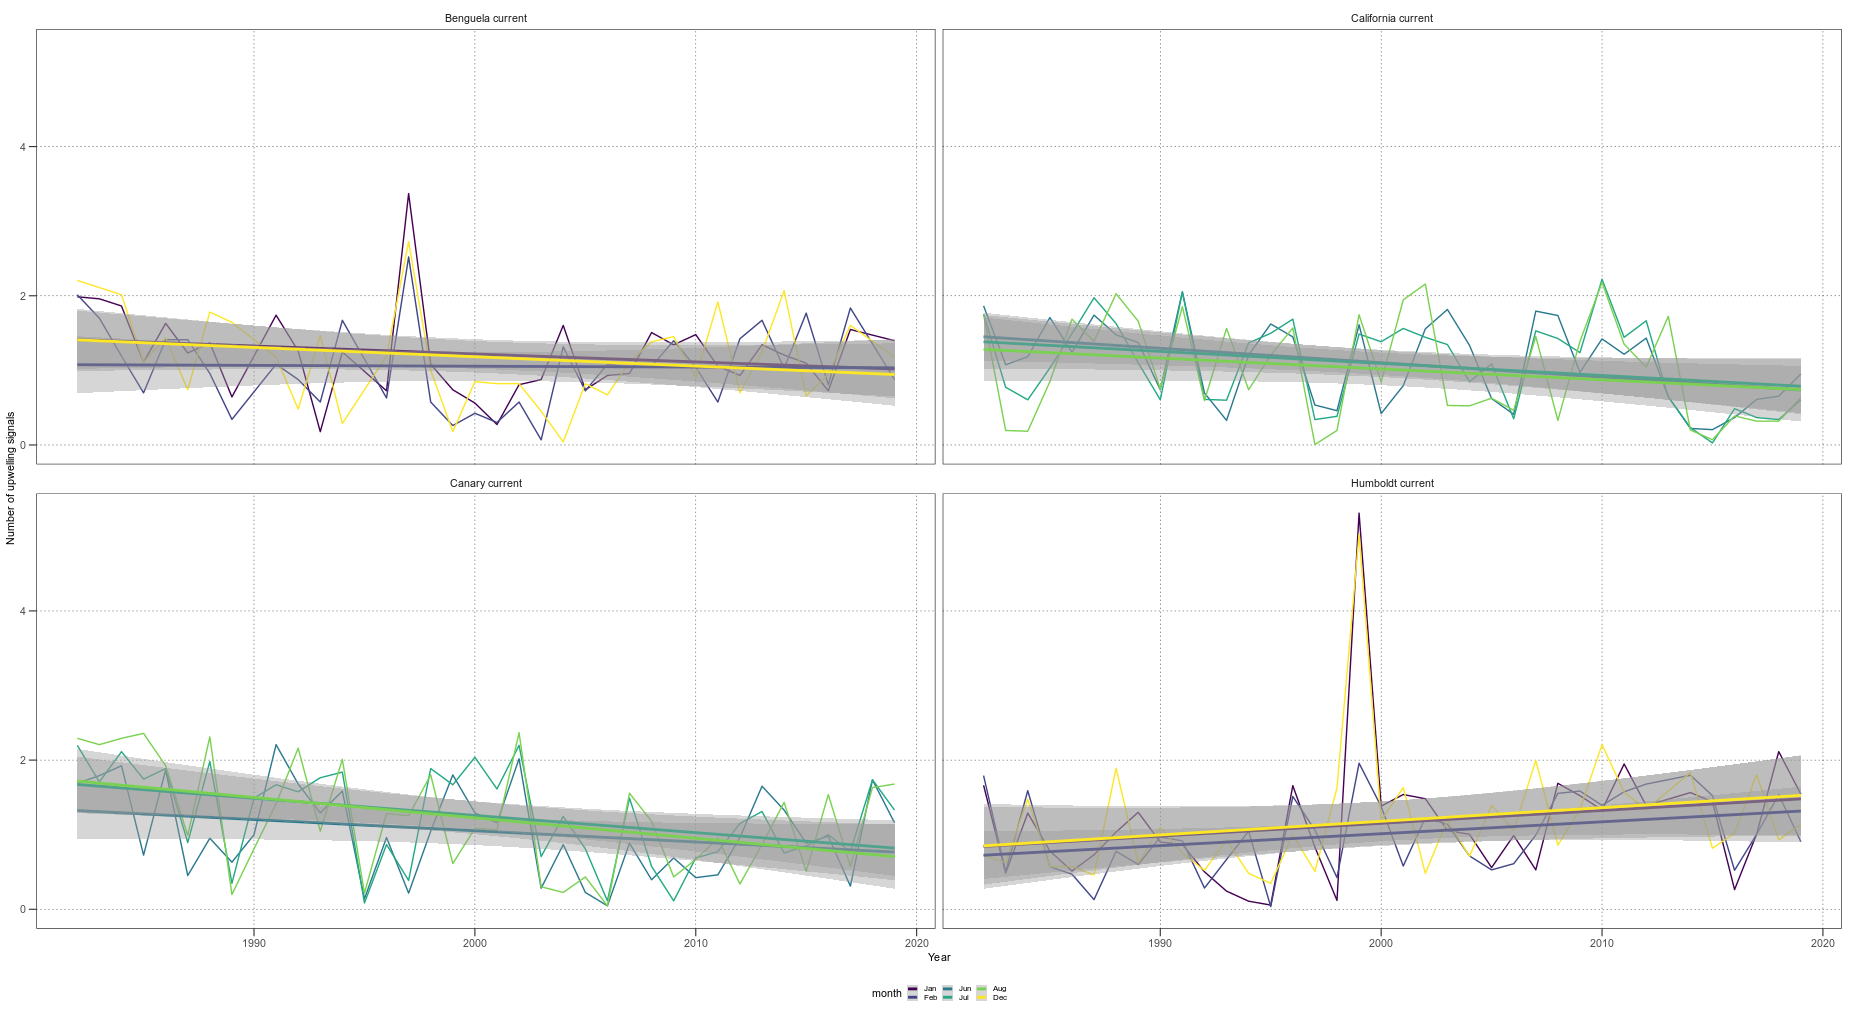 Benguela current
California current
4
2
0
Number of upwelling signals
Canary current
Humboldt current
4
2
0
1990
2000
2010
2020
1990
2000
2010
2020
Year
month
Jan
Jun
Aug
Feb
Jul
Dec